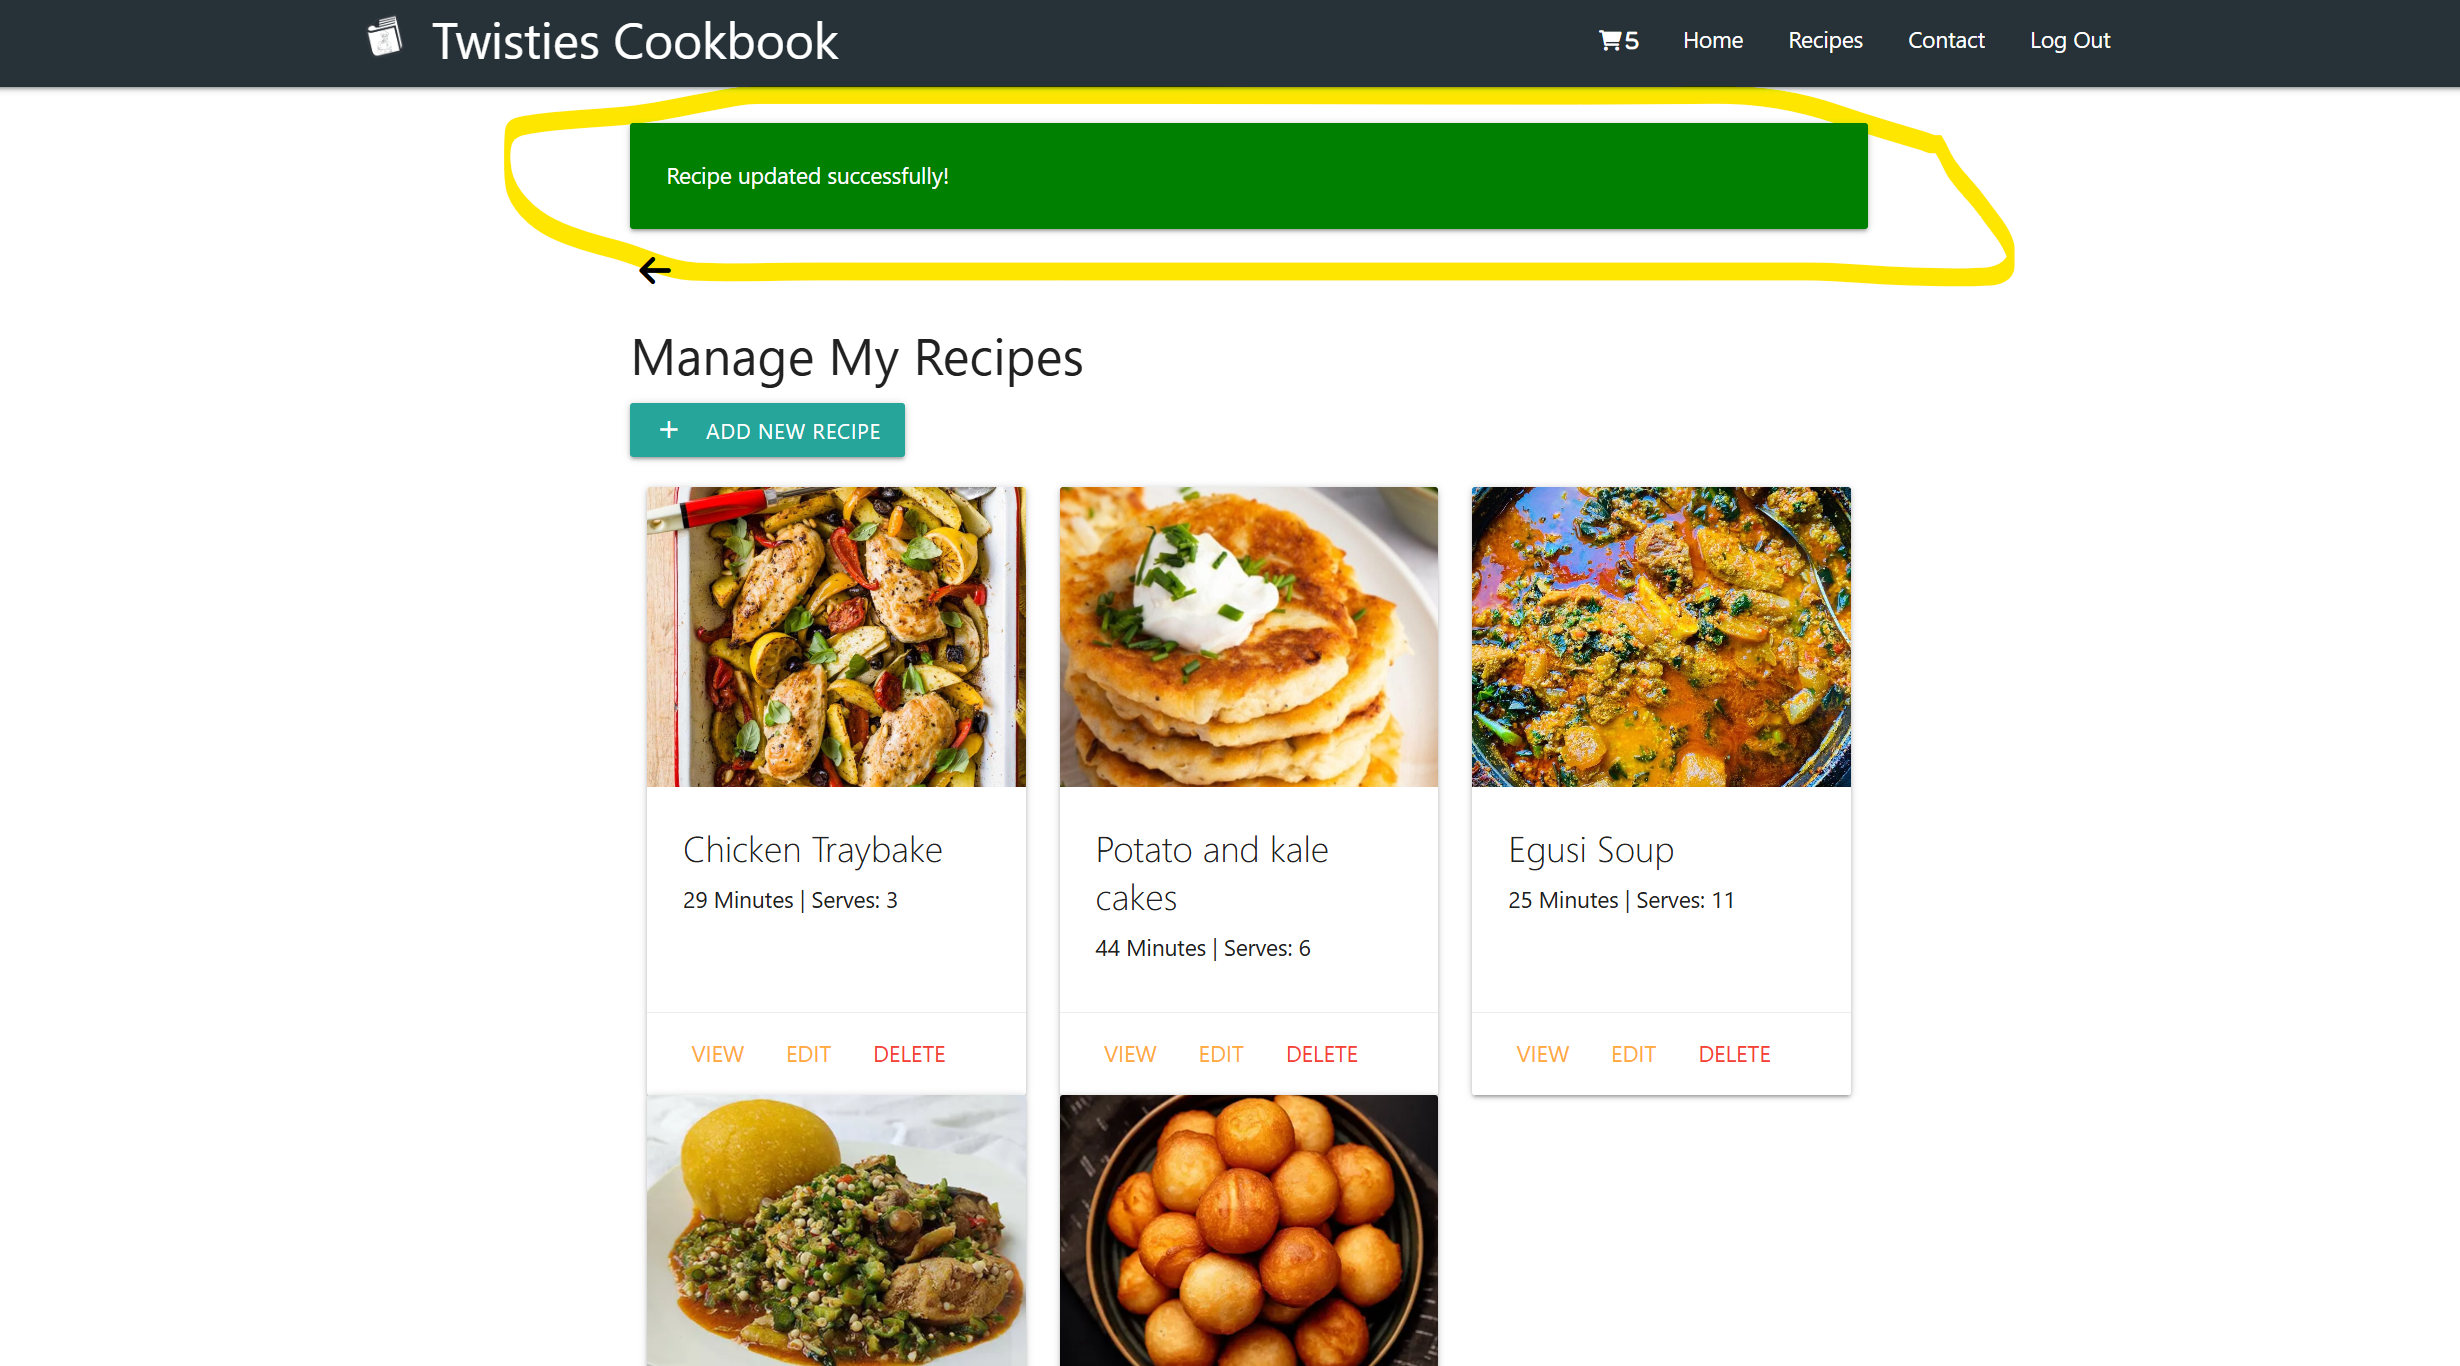 Twisties Cookbook
5 Home Recipes Contact Log Out
Recipe updated successfully!
Manage My Recipes
+ ADD NEW RECIPE
Chicken Traybake
29 Minutes | Serves: 3
VIEW EDIT DELETE
Potato and kale
cakes
44 Minutes | Serves: 6
VIEW EDIT DELETE
Egusi Soup
25 Minutes | Serves: 11
VIEW EDIT DELETE